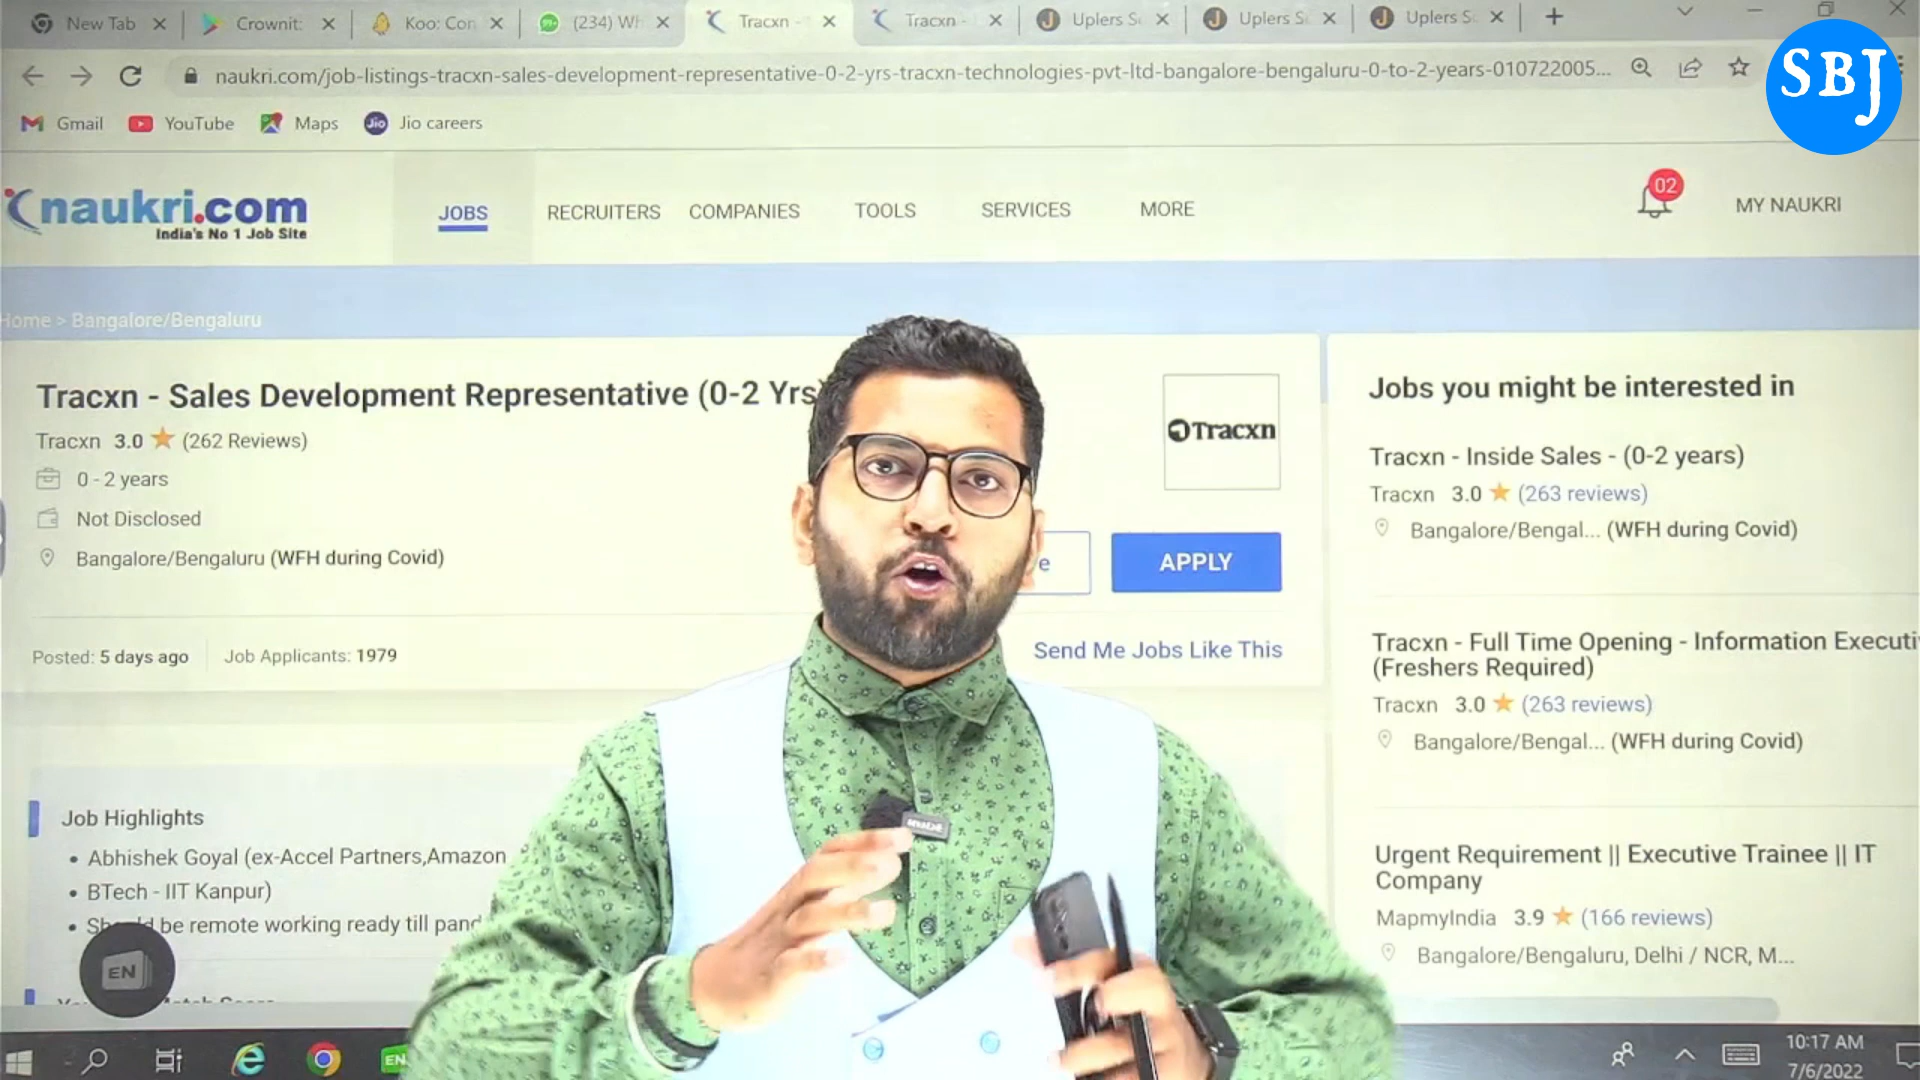 New Tab
Crownit:
Koo: Con
(234) Wh
Tracxn -
Tracxn -
Uplers S
Uplers S
Uplers S
naukri.com/job-listings-tracxn-sales-development-representative-0-2-yrs-tracxn-technologies-pvt-ltd-bangalore-bengaluru-0-to-2-years-010722005...
SBJ
Gmail
YouTube
Maps
Jio
Jio careers
naukri.com
India's No 1 Job Site
JOBS
RECRUITERS
COMPANIES
TOOLS
SERVICES
MORE
02
MY NAUKRI
Home > Bangalore/Bengaluru
Tracxn - Sales Development Representative (0-2 Yrs)
Tracxn 3.0 (262 Reviews)
0 - 2 years
Not Disclosed
Bangalore/Bengaluru (WFH during Covid)
Posted: 5 days ago
Job Applicants: 1979
Tracxn
e
APPLY
Send Me Jobs Like This
Job Highlights
• Abhishek Goyal (ex-Accel Partners,Amazon
• BTech - IIT Kanpur)
• Should be remote working ready till pand
EN
Jobs you might be interested in
Tracxn - Inside Sales - (0-2 years)
Tracxn 3.0 (263 reviews)
Bangalore/Bengal... (WFH during Covid)
Tracxn - Full Time Opening - Information Executi
(Freshers Required)
Tracxn 3.0 (263 reviews)
Bangalore/Bengal... (WFH during Covid)
Urgent Requirement || Executive Trainee || IT
Company
MapmyIndia 3.9 (166 reviews)
Bangalore/Bengaluru, Delhi / NCR, M...
EN
10:17 AM
7/6/2022